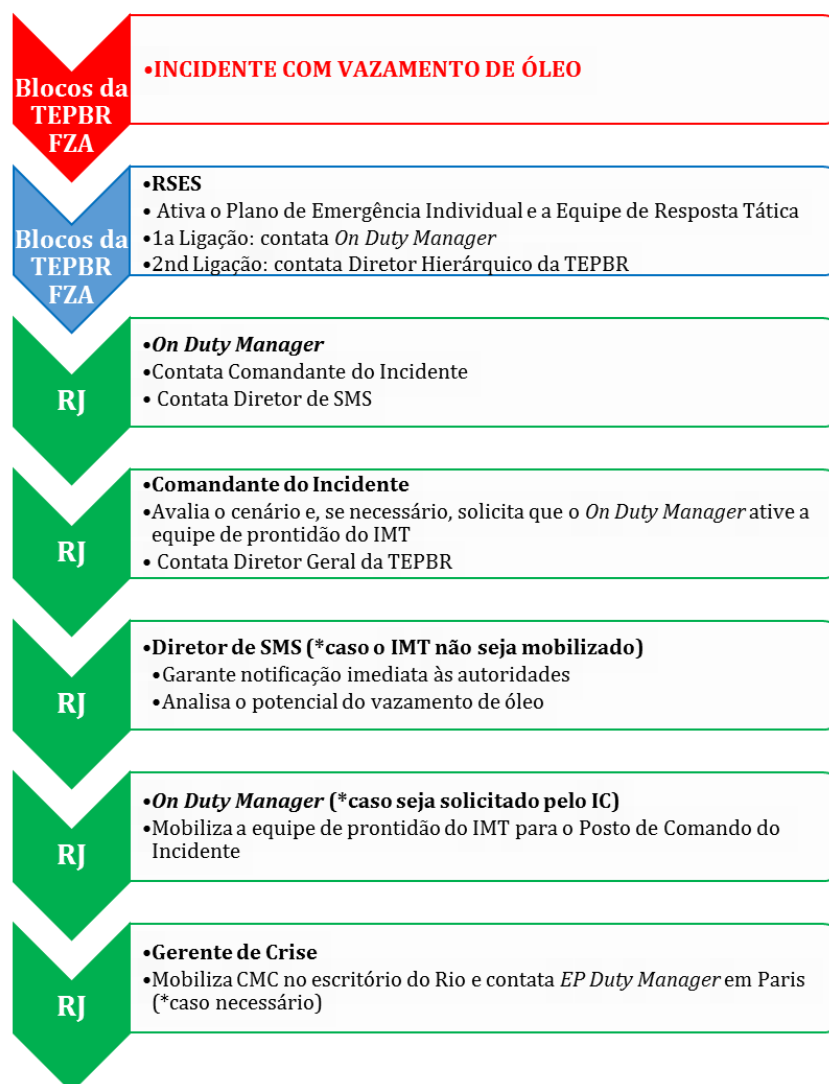 Blocos da
TEPBR
FZA
•INCIDENTE COM VAZAMENTO DE ÓLEO
Blocos da
TEPBR
FZA
•RSES
• Ativa o Plano de Emergência Individual e a Equipe de Resposta Tática
•1a Ligação: contata On Duty Manager
•2nd Ligação: contata Diretor Hierárquico da TEPBR
RJ
•On Duty Manager
•Contata Comandante do Incidente
• Contata Diretor de SMS
RJ
•Comandante do Incidente
•Avalia o cenário e, se necessário, solicita que o On Duty Manager ative a
equipe de prontidão do IMT
• Contata Diretor Geral da TEPBR
RJ
•Diretor de SMS (*caso o IMT não seja mobilizado)
•Garante notificação imediata às autoridades
•Analisa o potencial do vazamento de óleo
RJ
•On Duty Manager (*caso seja solicitado pelo IC)
•Mobiliza a equipe de prontidão do IMT para o Posto de Comando do
Incidente
RJ
•Gerente de Crise
•Mobiliza CMC no escritório do Rio e contata EP Duty Manager em Paris
(*caso necessário)